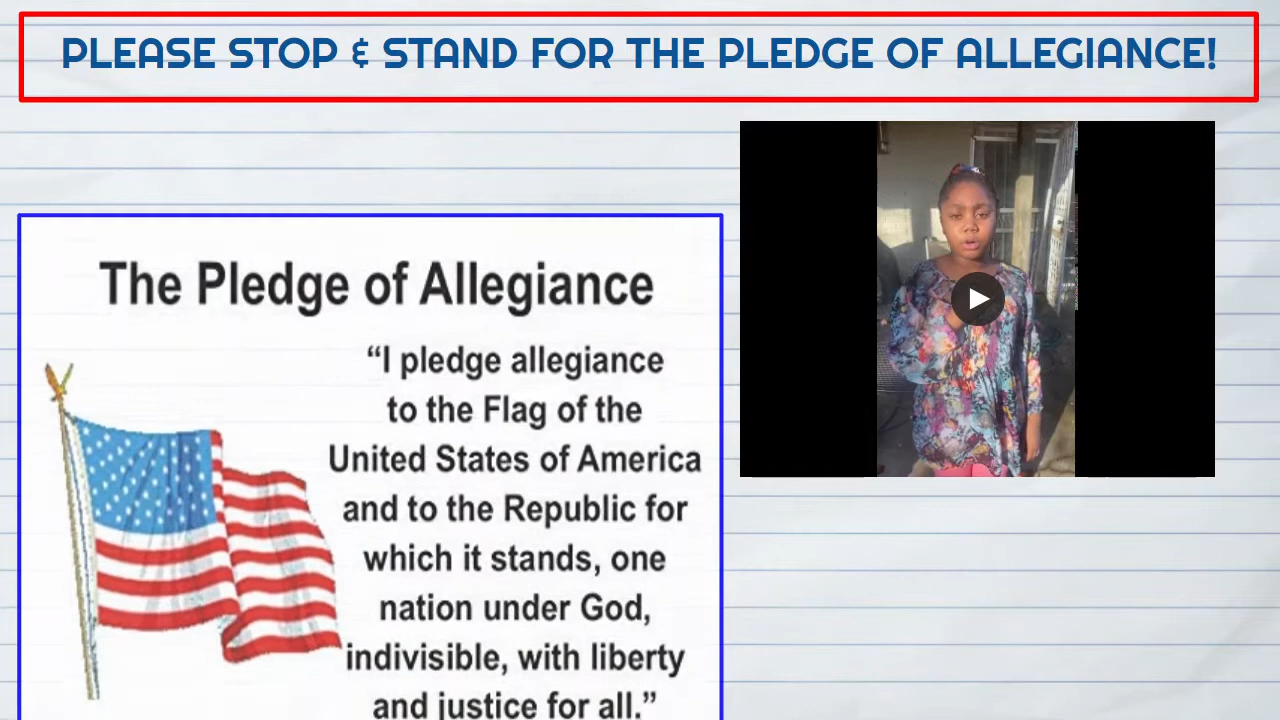 PLEASE STOP & STAND FOR THE PLEDGE OF ALLEGIANCE!
The Pledge of Allegiance
“I pledge allegiance
to the Flag of the
United States of America
and to the Republic for
which it stands, one
nation under God,
indivisible, with liberty
and justice for all.”